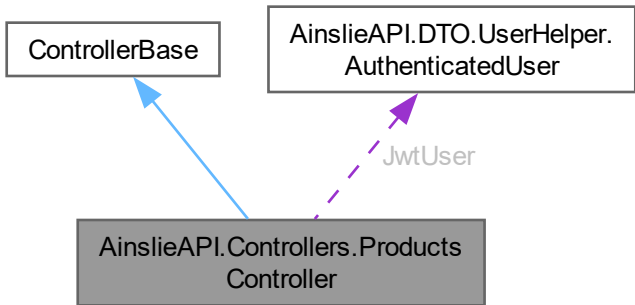 ControllerBase
AinslieAPI.DTO.UserHelper.
AuthenticatedUser
JwtUser
AinslieAPI.Controllers.Products
Controller